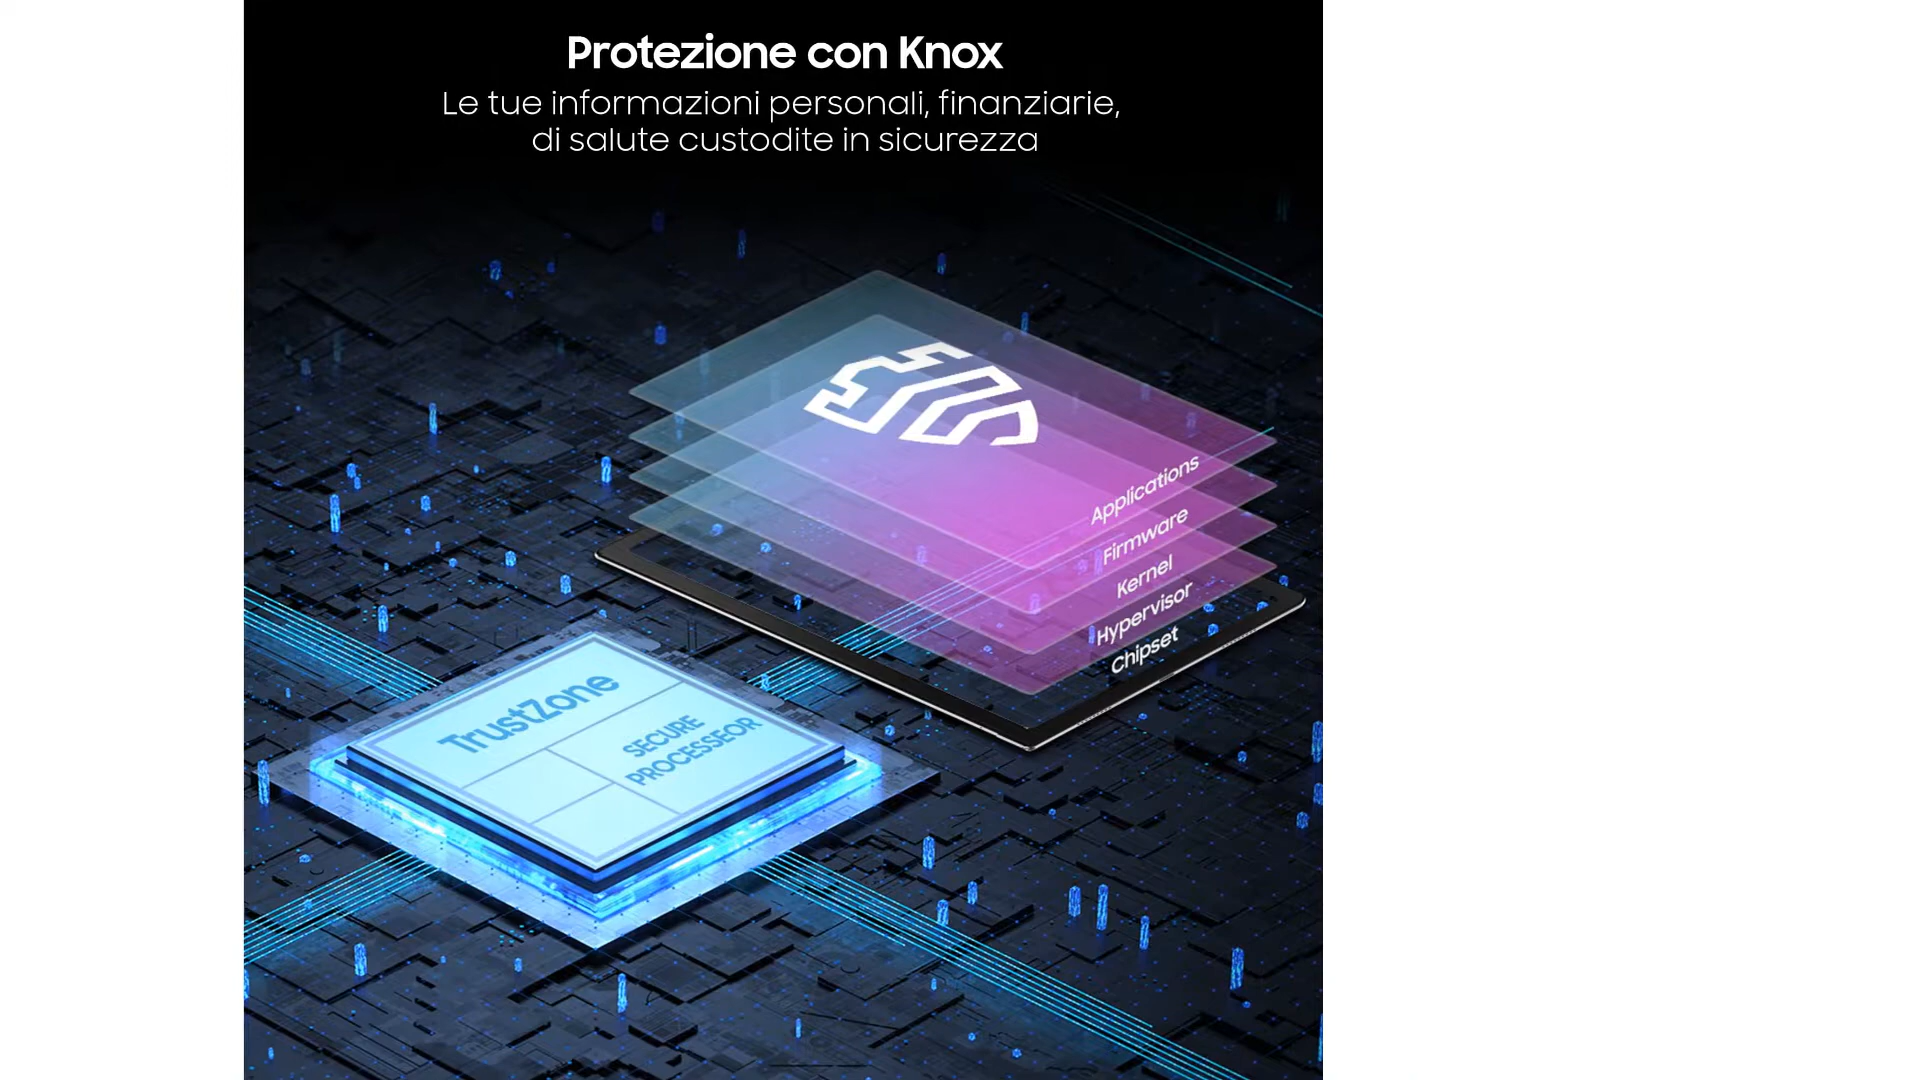 Protezione con Knox
Le tue informazioni personali, finanziarie,
di salute custodite in sicurezza
Applications
Firmware
Kernel
Hypervisor
Chipset
TrustZone
SECURE
PROCESSEOR